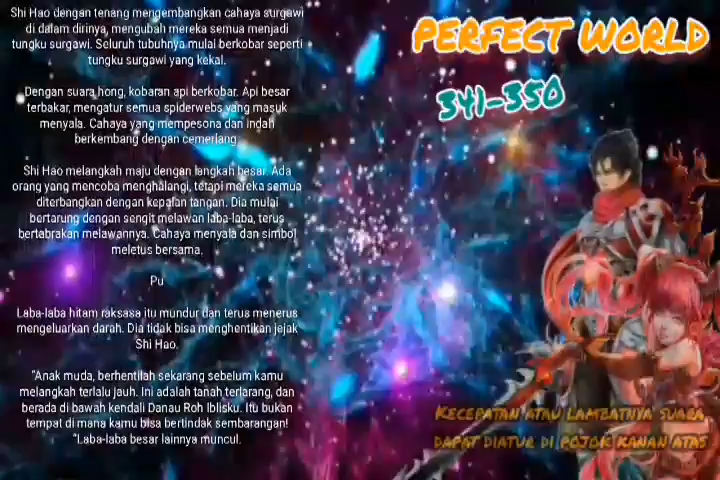 Shi Hao dengan tenang mengembangkan cahaya surgawi
di dalam dirinya, mengubah mereka semua menjadi
tungku surgawi. Seluruh tubuhnya mulai berkobar seperti
tungku surgawi yang kekal.
Dengan suara hong, kobaran api berkobar. Api besar
terbakar, mengatur semua spiderwebs yang masuk
menyala. Cahaya yang mempesona dan indah
berkembang dengan cemerlang.
Shi Hao melangkah maju dengan langkah besar. Ada
orang yang mencoba menghalangi, tetapi mereka semua
diterbangkan dengan kepalan tangan. Dia mulai
bertarung dengan sengit melawan laba-laba, terus
bertabrakan melawannya. Cahaya menyala dan simbol
meletus bersama.
Pu
Laba-laba hitam raksasa itu mundur dan terus menerus
mengeluarkan darah. Dia tidak bisa menghentikan jejak
Shi Hao.
"Anak muda, berhentilah sekarang sebelum kamu
melangkah terlalu jauh. Ini adalah tanah terlarang, dan
berada di bawah kendali Danau Roh Iblisku. Itu bukan
tempat di mana kamu bisa bertindak sembarangan!
"Laba-laba besar lainnya muncul.
PERFECT WORLD
341-350
KECEPATAN ATAU LAMBATNYA SUARA
DAPAT DIATUR DI POJOK KANAN ATAS